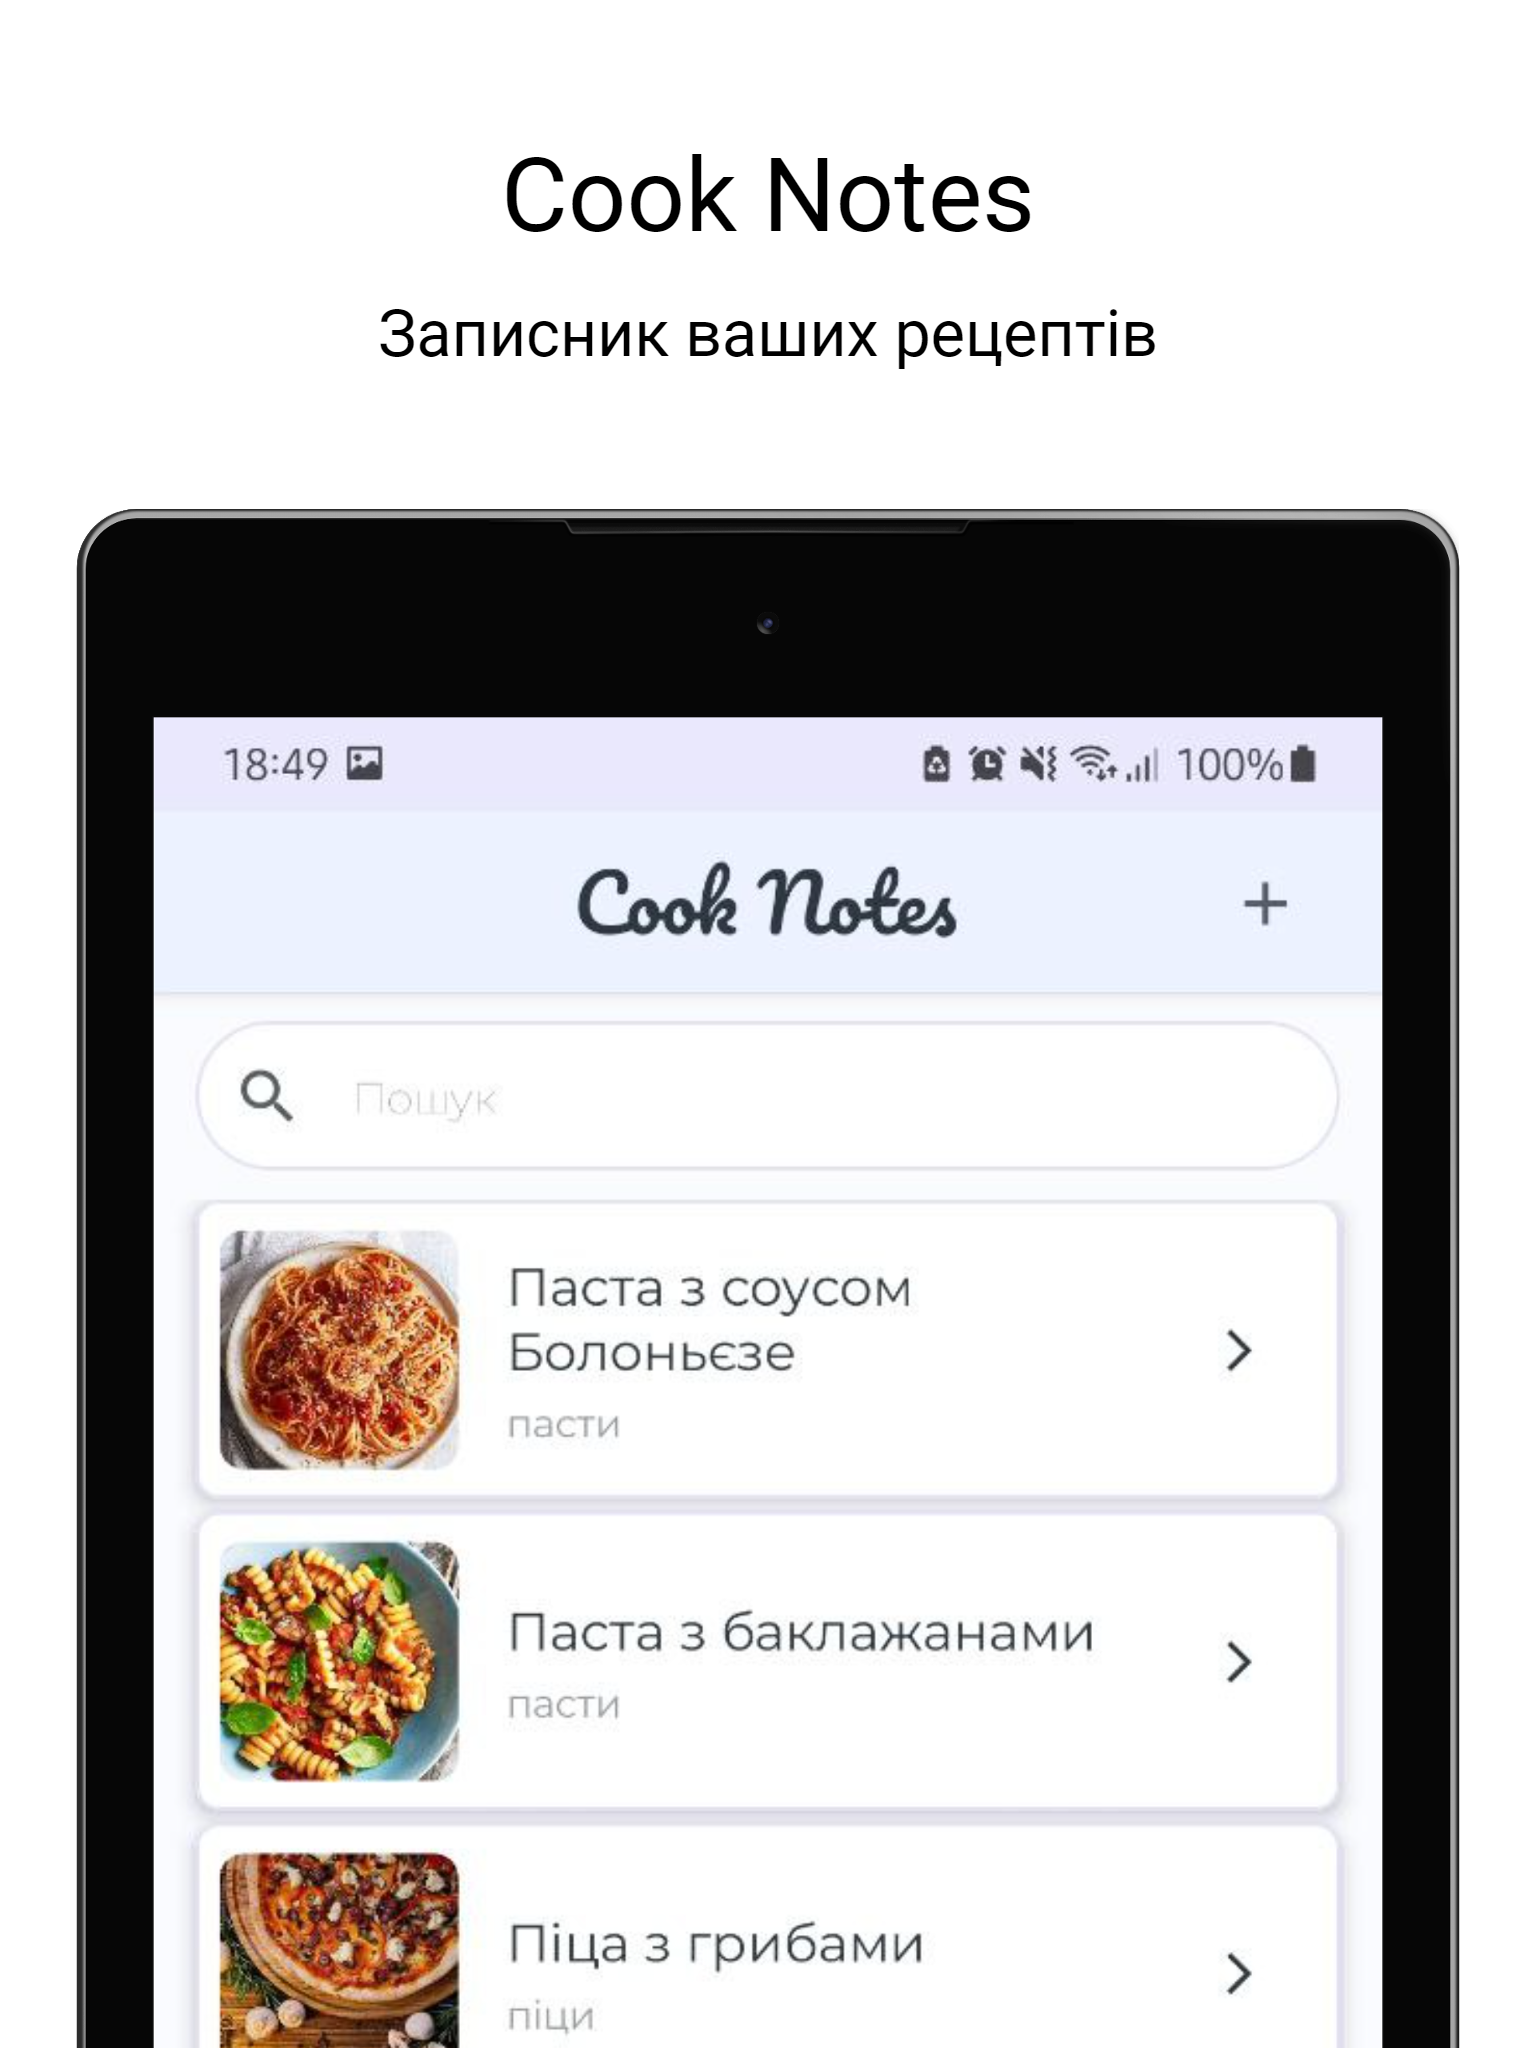 Cook Notes
Записник ваших рецептів
18:49
100%
Cook Notes
Пошук
Паста з соусом
Болоньєзе
пасти
Паста з баклажанами
пасти
Піца з грибами
піци